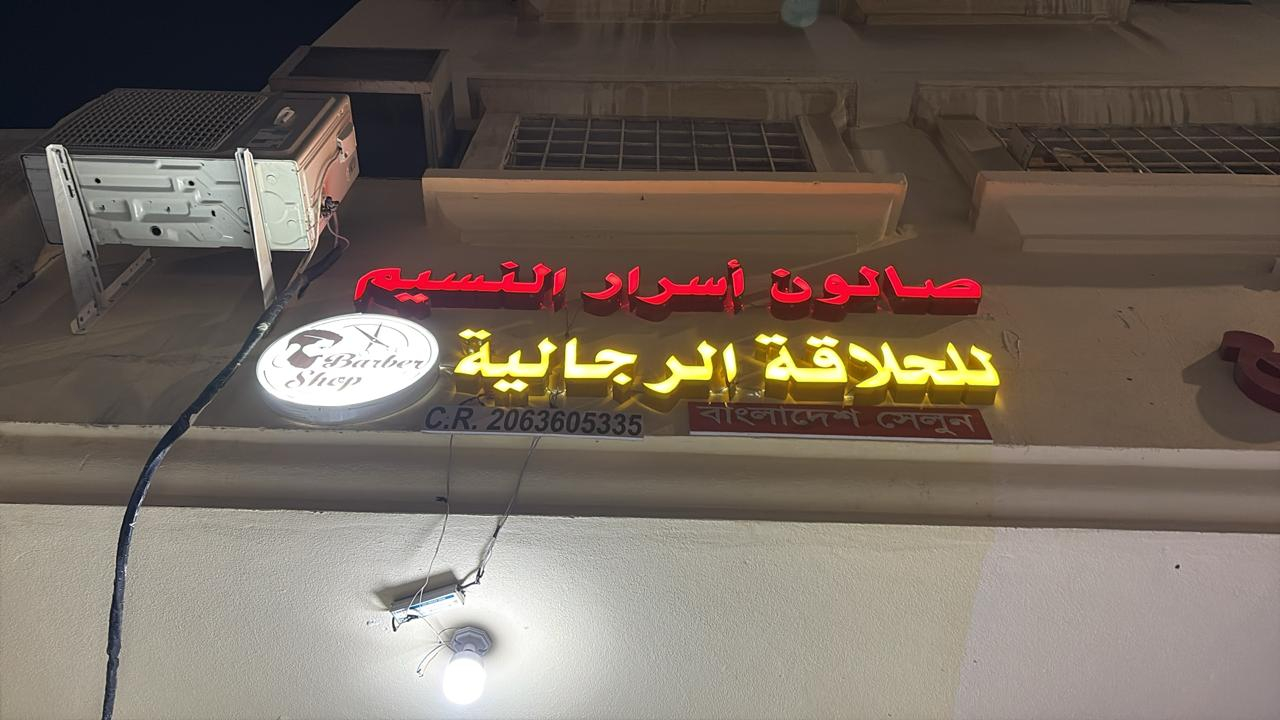 صالون أسرار النسيم
للحلاقة الرجالية
Barber
Shop
C.R. 2063605335
বাংলাদেশ সেলুন